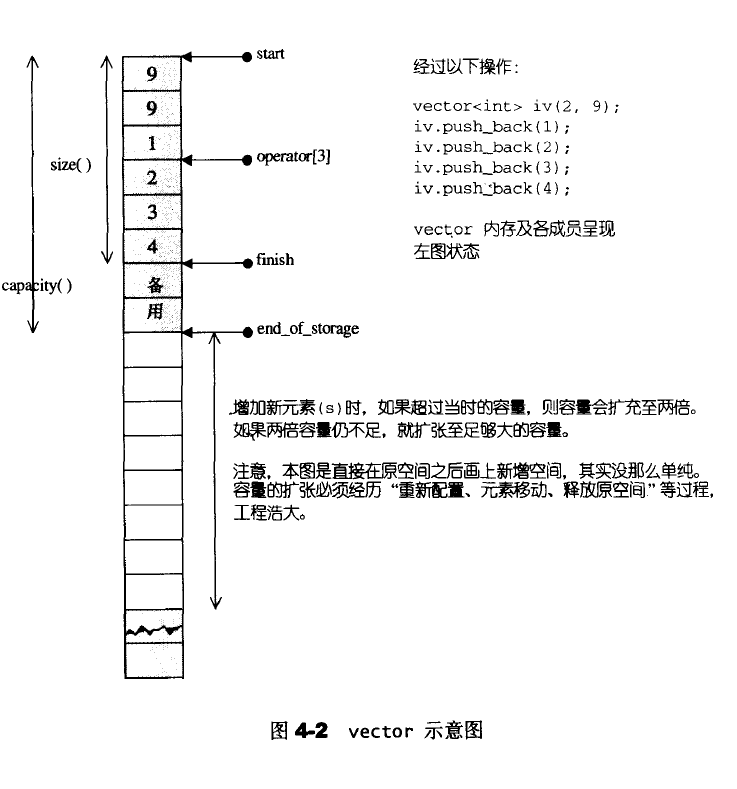 start
9
9
1
operator[3]
size( )
2
3
4
finish
capacity( )
备
用
end_of_storage
经过以下操作：
vector<int> iv(2, 9);
iv.push_back(1);
iv.push_back(2);
iv.push_back(3);
iv.push_back(4);
vector 内存及各成员呈现
左图状态
增加新元素(s)时，如果超过当时的容量，则容量会扩充至两倍。
如果两倍容量仍不足，就扩张至足够大的容量。
注意，本图是直接在原空间之后画上新增空间，其实没那么单纯。
容量的扩张必须经历“重新配置、元素移动、释放原空间”等过程，
工程浩大。
图 4-2 vector 示意图